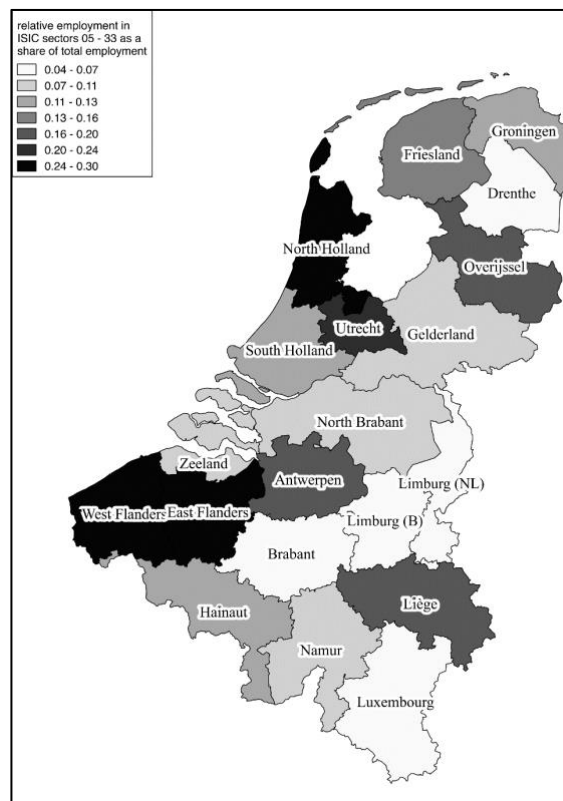 relative employment in
ISIC sectors 05 - 33 as a
share of total employment
0.04 - 0.07
0.07 - 0.11
0.11 - 0.13
0.13 - 0.16
0.16 - 0.20
0.20 - 0.24
0.24 - 0.30
Groningen
Friesland
Drenthe
North Holland
Overijssel
Utrecht
Gelderland
South Holland
North Brabant
Zeeland
Antwerpen
Limburg (NL)
West Flanders
East Flanders
Limburg (B)
Brabant
Hainaut
Liège
Namur
Luxembourg